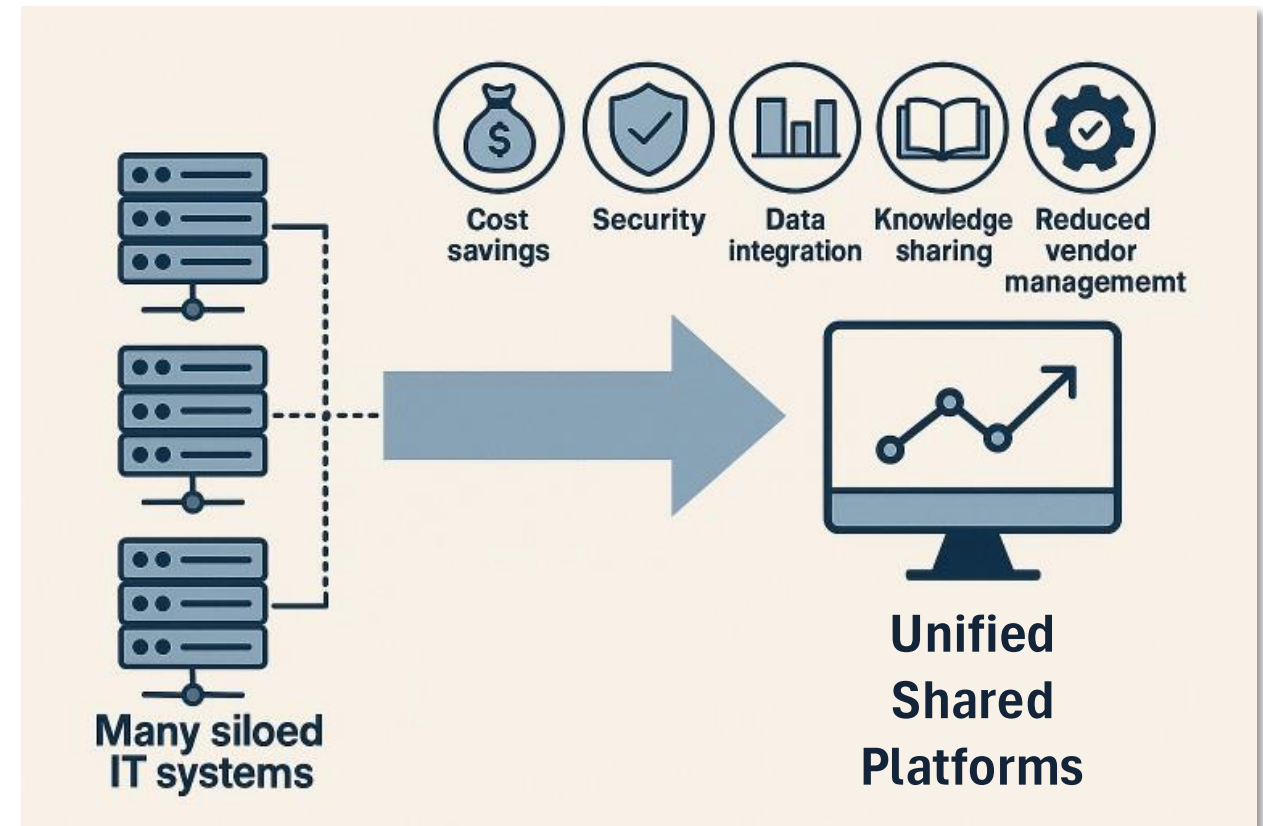 $
Cost
savings
Security
Data
integration
Knowledge
sharing
Reduced
vendor
managememt
Many siloed
IT systems
Unified
Shared
Platforms